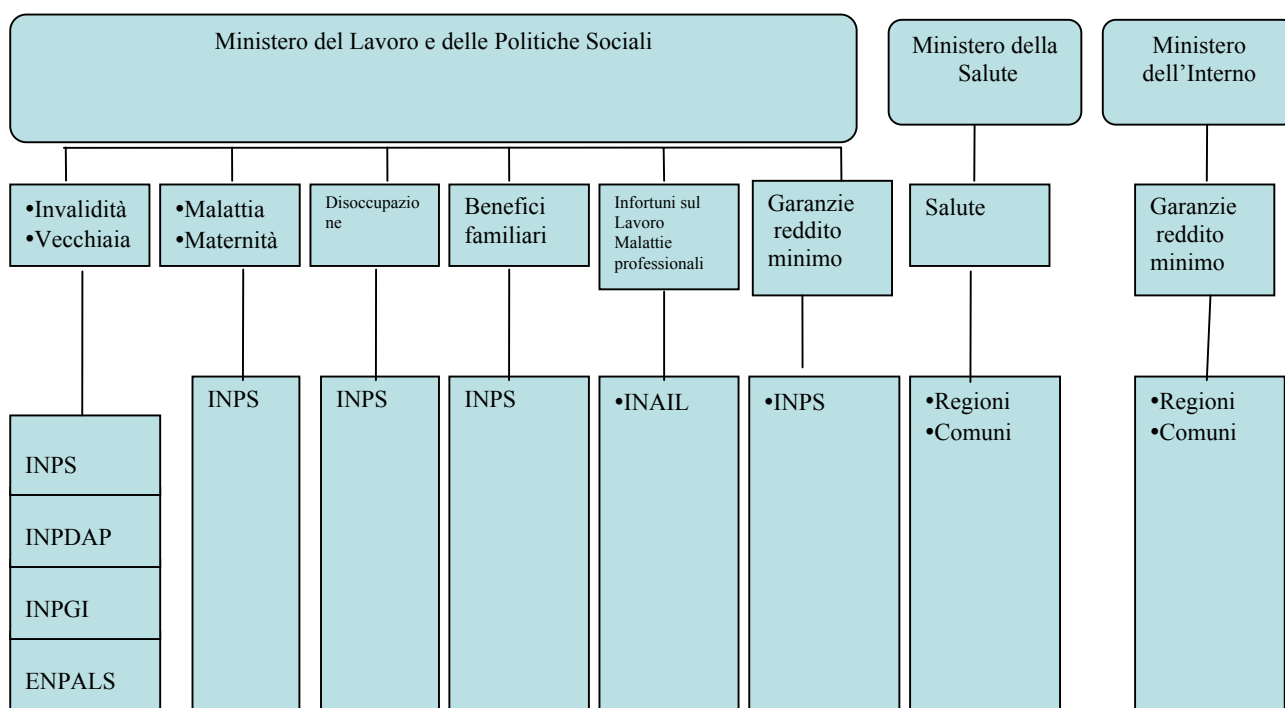 Ministero del Lavoro e delle Politiche Sociali
Ministero della
Salute
Ministero
dell’Interno
•Invalidità
•Vecchiaia
•Malattia
•Maternità
Disoccupazio
ne
Benefici
familiari
Infortuni sul
Lavoro
Malattie
professionali
Garanzie
reddito
minimo
Salute
Garanzie
reddito
minimo
INPS
INPDAP
INPGI
ENPALS
INPS
INPS
INPS
•INAIL
•INPS
•Regioni
•Comuni
•Regioni
•Comuni